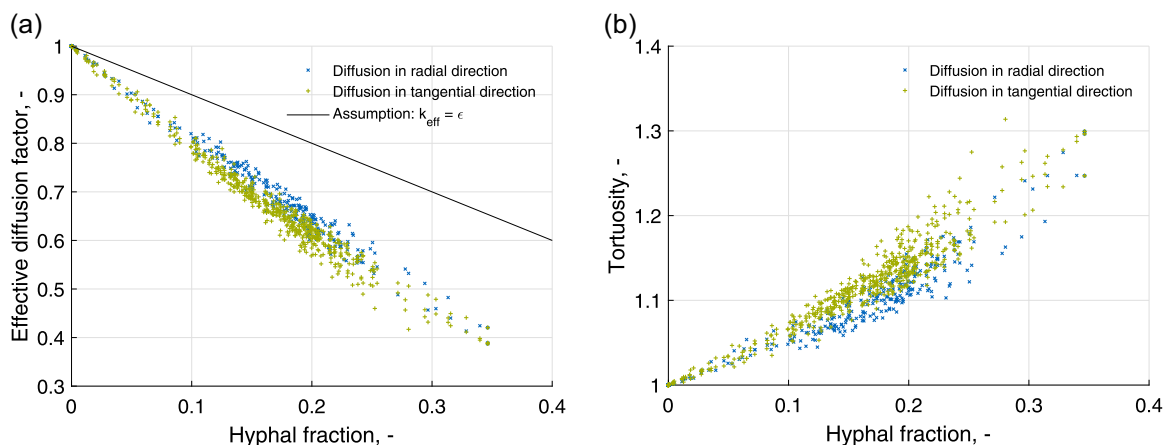 (a)
1
0.9
0.8
0.7
0.6
0.5
0.4
0.3
Effective diffusion factor, -
Diffusion in radial direction
Diffusion in tangential direction
Assumption: k_eff = ϵ
0
0.1
0.2
0.3
0.4
Hyphal fraction, -
(b)
1.4
1.3
1.2
1.1
1
Tortuosity, -
Diffusion in radial direction
Diffusion in tangential direction
0
0.1
0.2
0.3
0.4
Hyphal fraction, -